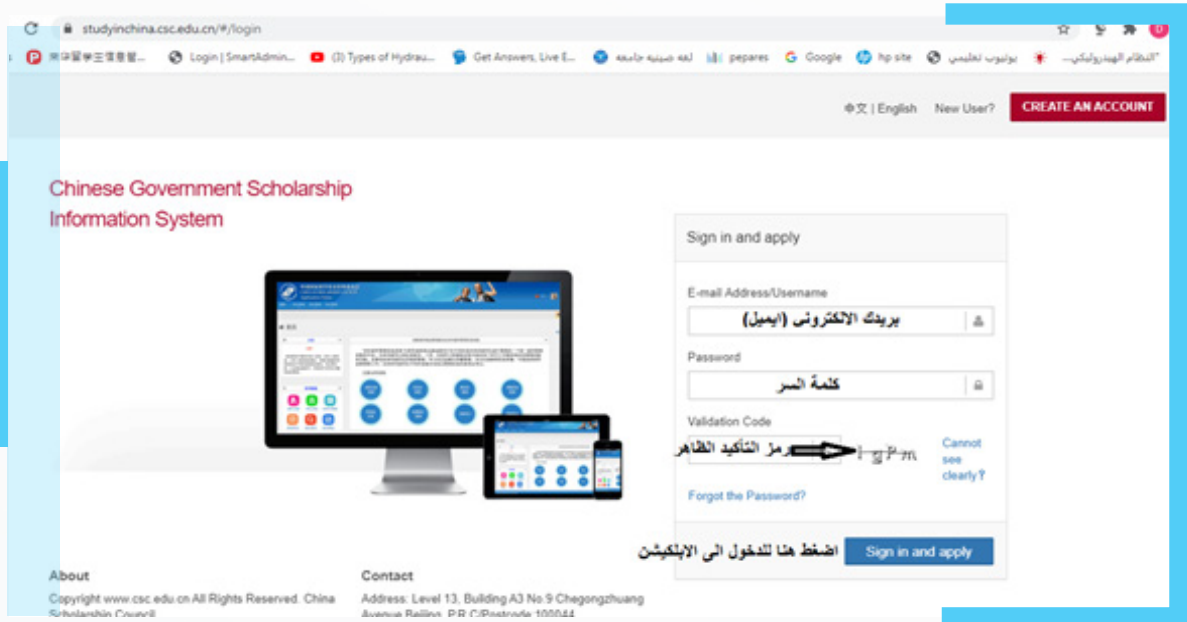 studyinchina.csc.edu.cn/#/login
Login | SmartAdmin... (3) Types of Hydrau... Get Answers, Live E... لغه صينيه جامعه pepares Google hp site يوتيوب تعليمي "النظام الهيدروليكي...
中文 | English New User? CREATE AN ACCOUNT
Chinese Government Scholarship
Information System
Sign in and apply
E-mail Address/Username
بريدك الالكتروني (ايميل)
Password
كلمة السر
Validation Code
رمز التأكيد الظاهر
Cannot
see
clearly?
Forgot the Password?
اضغط هنا للدخول الى الابلكيشن Sign in and apply
About
Copyright www.csc.edu.cn All Rights Reserved. China
Scholarship Council
Contact
Address: Level 13, Building A3 No.9 Chegongzhuang
Avenue Beijing, P.R.C/Postcode:100044